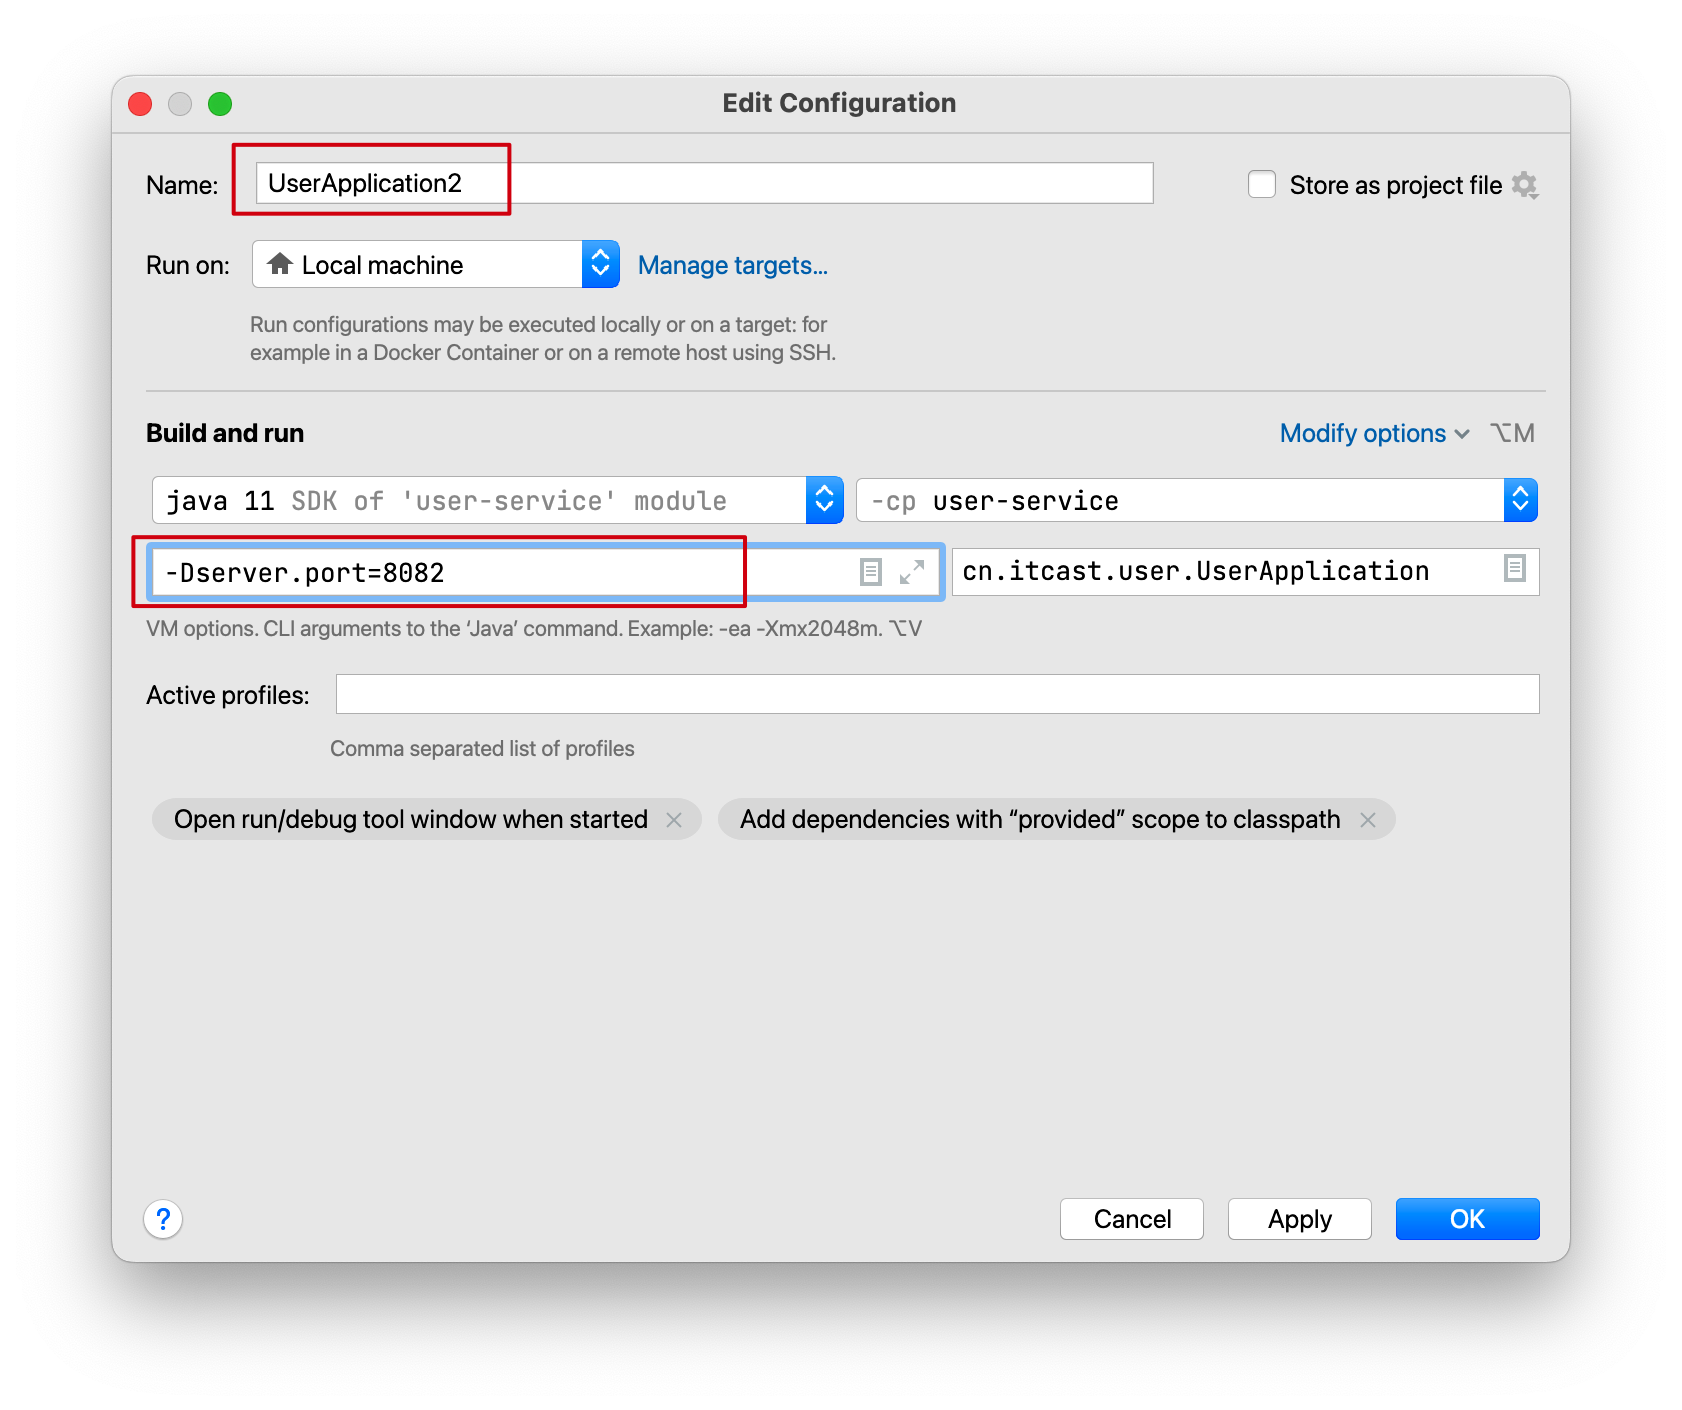 Edit Configuration
Name: UserApplication2 Store as project file
Run on: Local machine Manage targets...
Run configurations may be executed locally or on a target: for
example in a Docker Container or on a remote host using SSH.
Build and run Modify options ⌥M
java 11 SDK of 'user-service' module -cp user-service
-Dserver.port=8082 cn.itcast.user.UserApplication
VM options. CLI arguments to the ‘Java’ command. Example: -ea -Xmx2048m. ⌥V
Active profiles:
Comma separated list of profiles
Open run/debug tool window when started × Add dependencies with “provided” scope to classpath ×
? Cancel Apply OK